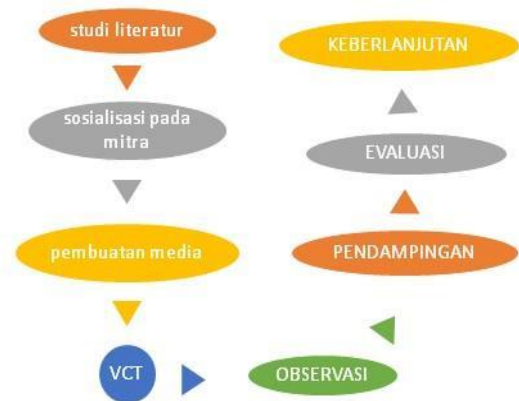 studi literatur
sosialisasi pada
mitra
pembuatan media
VCT
OBSERVASI
PENDAMPINGAN
EVALUASI
KEBERLANJUTAN